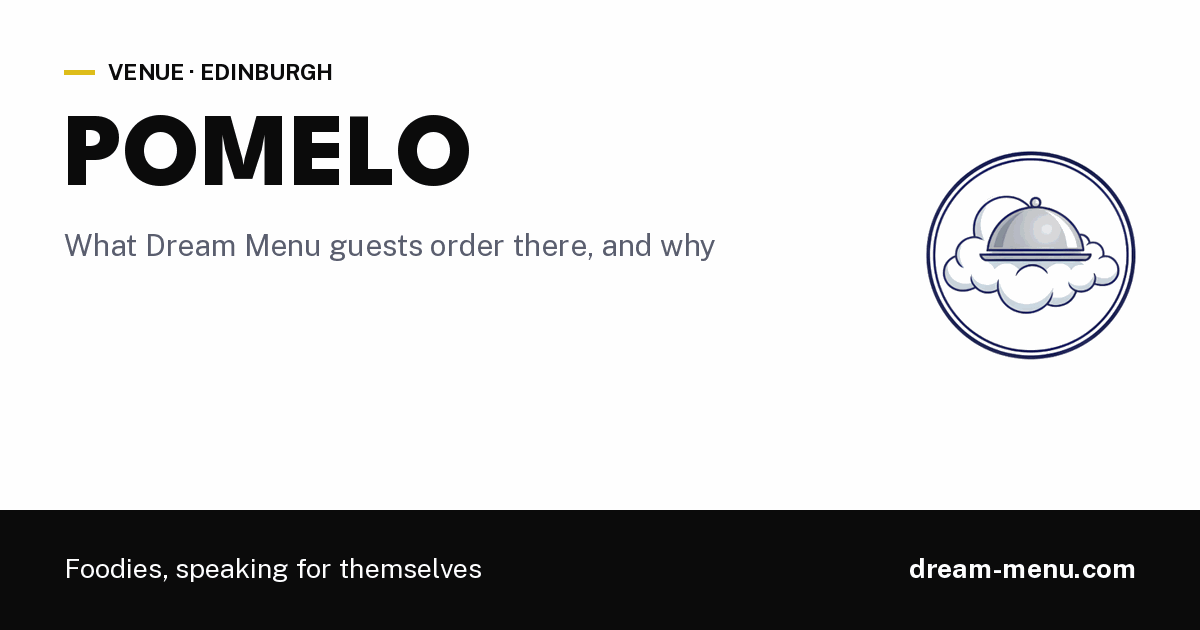 VENUE · EDINBURGH
POMELO
What Dream Menu guests order there, and why
Foodies, speaking for themselves
dream-menu.com